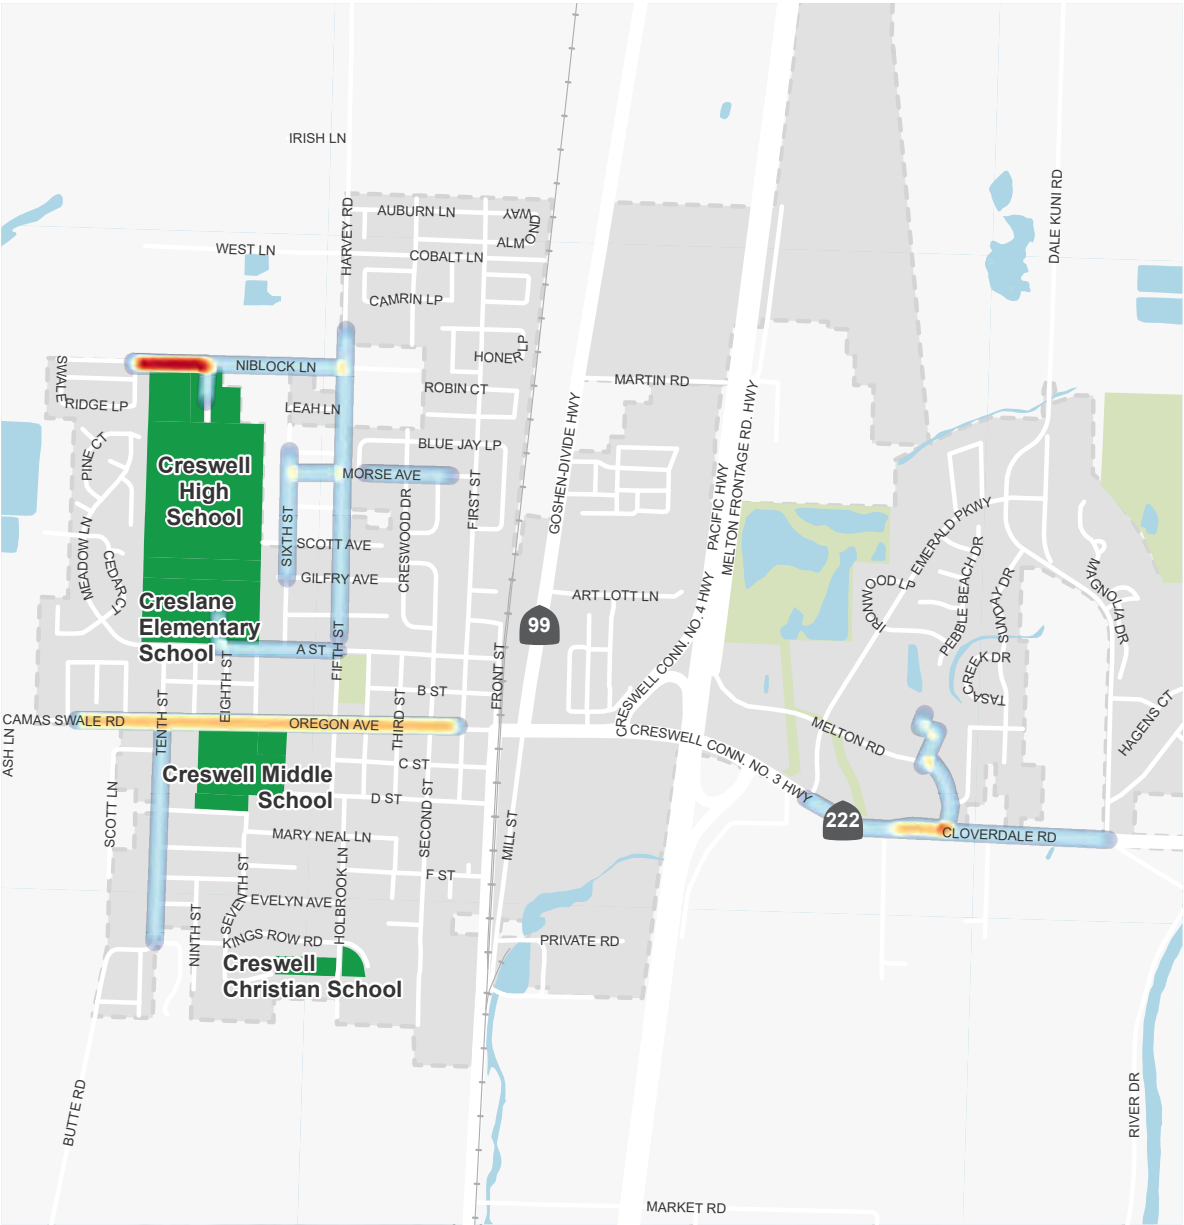 IRISH LN
HARVEY RD
AUBURN LN
ALMOND WAY
WEST LN
COBALT LN
CAMRIN LP
HONER LP
DALE KUNI RD
SWALE
RIDGE LP
NIBLOCK LN
ROBIN CT
LEAH LN
MARTIN RD
PINE CT
BLUE JAY LP
MORSE AVE
Creswell
High
School
GOSHEN-DIVIDE HWY
PACIFIC HWY
MELTON FRONTAGE RD. HWY
FIRST ST
CRESWOOD DR
SIXTH ST
SCOTT AVE
GILFRY AVE
MEADOW LN
CEDAR CT
EMERALD PKWY
IRONWOOD LP
PEBBLE BEACH DR
SUNDAY DR
MAGNOLIA DR
Creslane
Elementary
School
ART LOTT LN
99
A ST
FIFTH ST
FRONT ST
CRESWELL CONN. NO. 4 HWY
CREEK DR
TASA
HAGENS CT
EIGHTH ST
TENTH ST
B ST
THIRD ST
CAMAS SWALE RD
OREGON AVE
ASH LN
CRESWELL CONN. NO. 3 HWY
MELTON RD
Creswell Middle
School
C ST
D ST
SECOND ST
SCOTT LN
MARY NEAL LN
MILL ST
222
CLOVERDALE RD
F ST
HOLBROOK LN
SEVENTH ST
EVELYN AVE
NINTH ST
KINGS ROW RD
PRIVATE RD
Creswell
Christian School
BUTTE RD
RIVER DR
MARKET RD